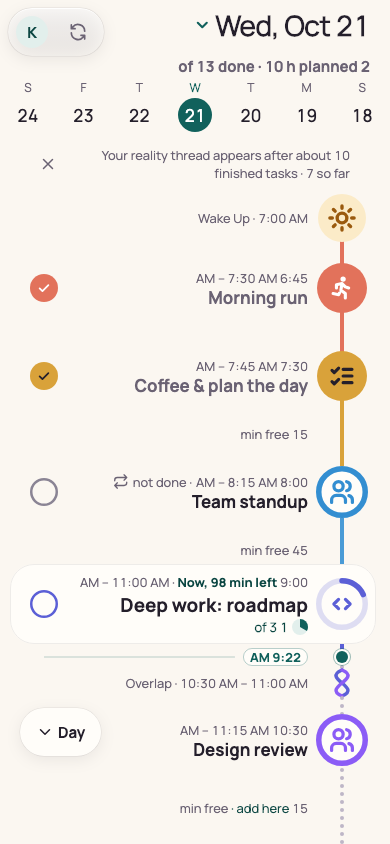 K
Wed, Oct 21
of 13 done · 10 h planned 2
S F T W T M S
24 23 22 21 20 19 18
Your reality thread appears after about 10
finished tasks · 7 so far
Wake Up · 7:00 AM
AM – 7:30 AM 6:45
Morning run
AM – 7:45 AM 7:30
Coffee & plan the day
min free 15
not done · AM – 8:15 AM 8:00
Team standup
min free 45
AM – 11:00 AM · Now, 98 min left 9:00
Deep work: roadmap
of 3 1
AM 9:22
Overlap · 10:30 AM – 11:00 AM
AM – 11:15 AM 10:30
Design review
Day
min free · add here 15